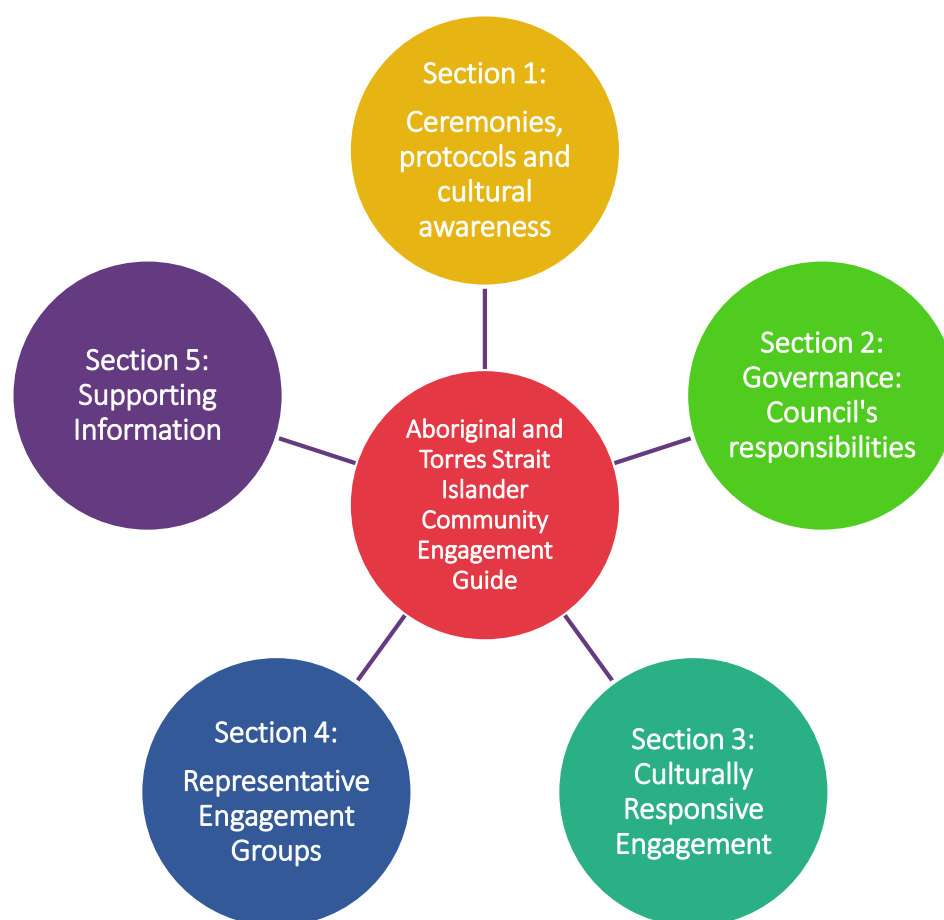 Section 1:
Ceremonies,
protocols and
cultural
awareness
Section 2:
Governance:
Council's
responsibilities
Section 5:
Supporting
Information
Aboriginal and
Torres Strait
Islander
Community
Engagement
Guide
Section 4:
Representative
Engagement
Groups
Section 3:
Culturally
Responsive
Engagement